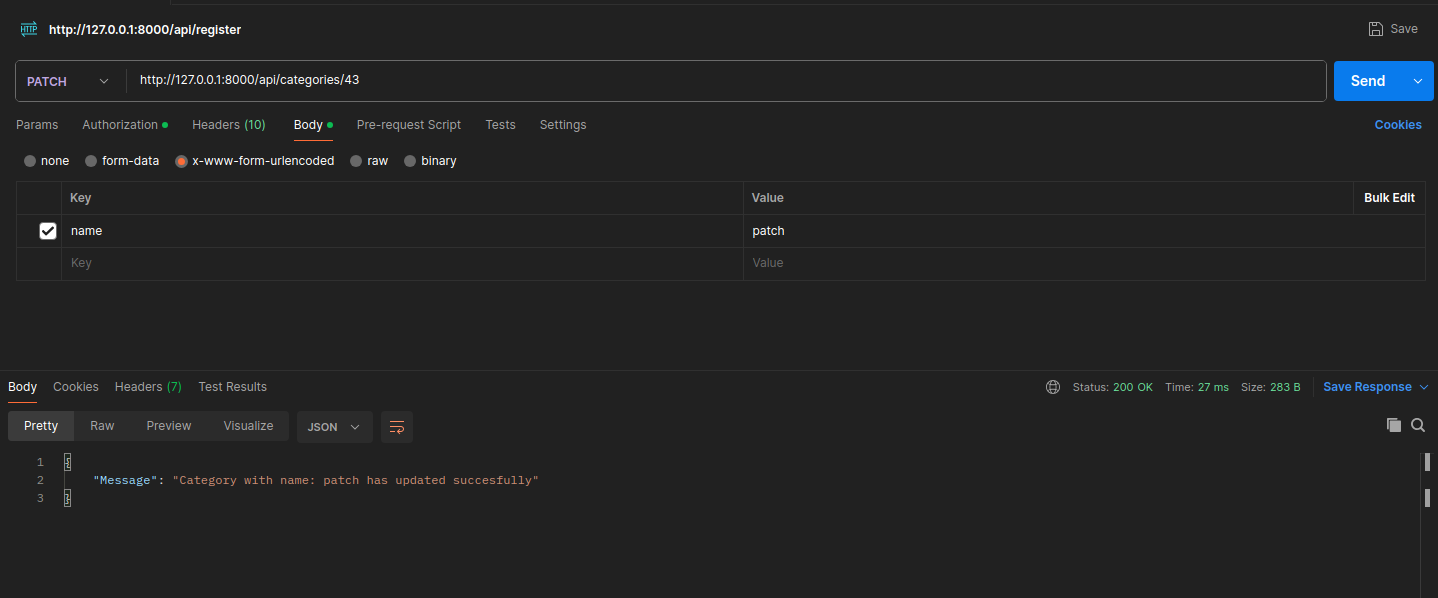 HTTP http://127.0.0.1:8000/api/register Save
PATCH http://127.0.0.1:8000/api/categories/43 Send
Params Authorization Headers (10) Body Pre-request Script Tests Settings Cookies
none form-data x-www-form-urlencoded raw binary
Key Value Bulk Edit
name patch
Key Value
Body Cookies Headers (7) Test Results Status: 200 OK Time: 27 ms Size: 283 B Save Response
Pretty Raw Preview Visualize JSON
1 {
2 "Message": "Category with name: patch has updated succesfully"
3 }